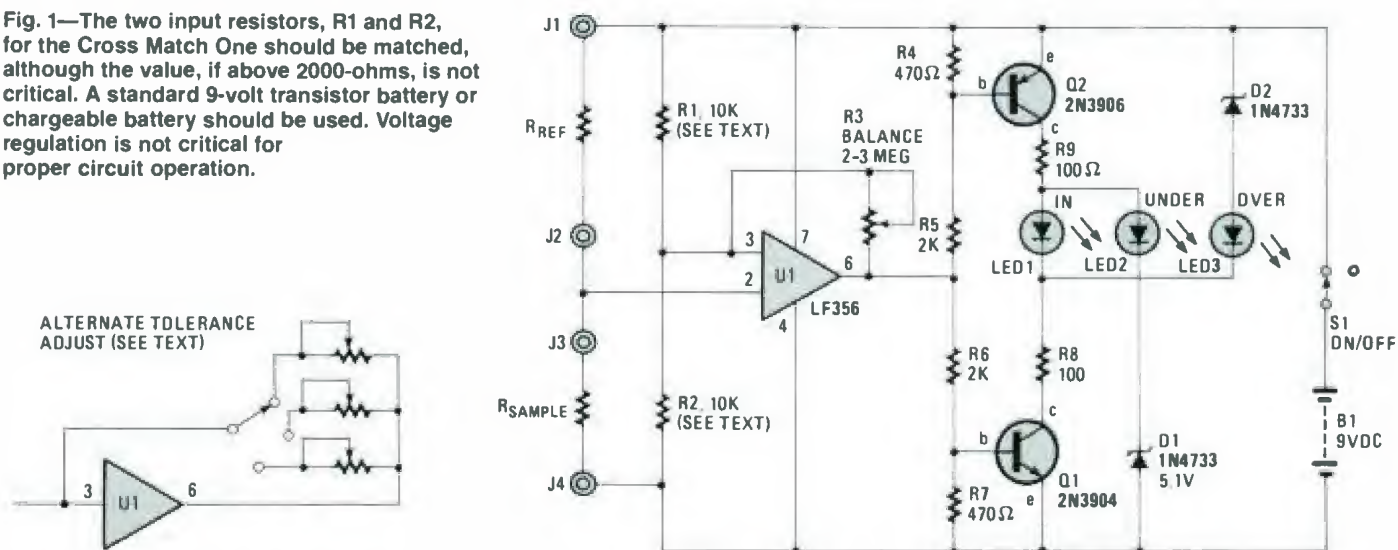 Fig. 1—The two input resistors, R1 and R2,
for the Cross Match One should be matched,
although the value, if above 2000-ohms, is not
critical. A standard 9-volt transistor battery or
chargeable battery should be used. Voltage
regulation is not critical for
proper circuit operation.
J1
RREF
J2
J3
RSAMPLE
J4
R1, 10K
(SEE TEXT)
R2, 10K
(SEE TEXT)
R3
BALANCE
2-3 MEG
3
2
7
6
4
U1
LF356
R4
470Ω
R5
2K
R6
2K
R7
470Ω
b
e
c
Q2
2N3906
R9
100Ω
IN
UNDER
OVER
LED1
LED2
LED3
D2
1N4733
R8
100
c
b
e
Q1
2N3904
D1
1N4733
5.1V
S1
DN/OFF
B1
9VDC
ALTERNATE TDLERANCE
ADJUST (SEE TEXT)
3
U1
6